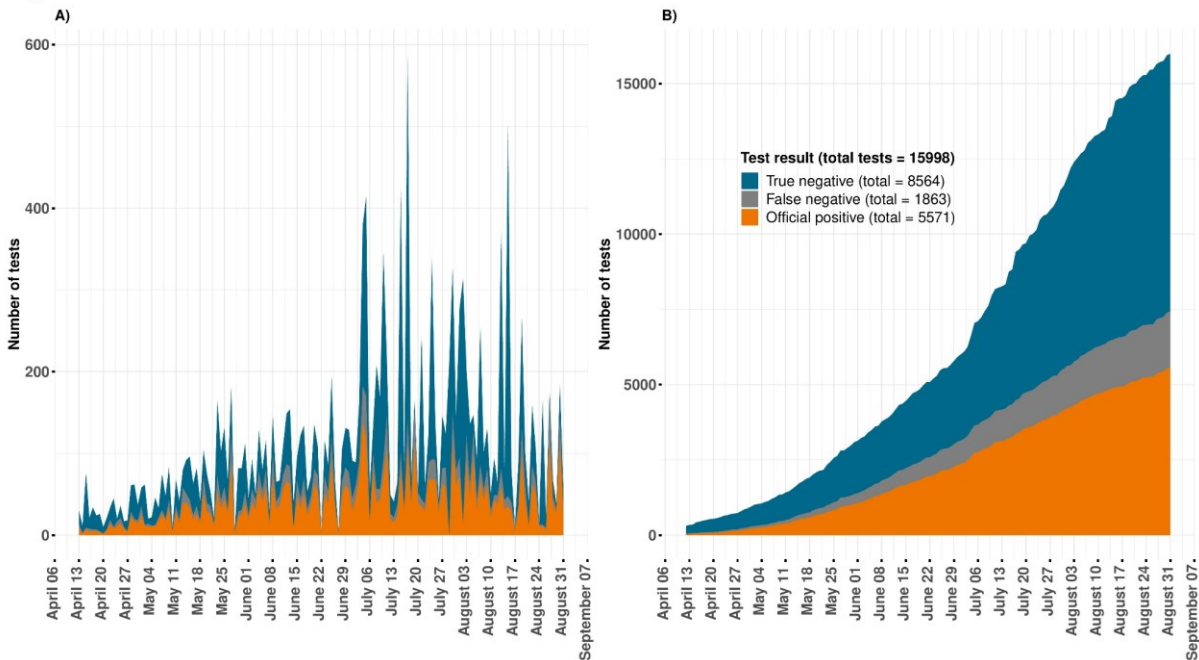 A)
Number of tests
600
400
200
0
April 06
April 13
April 20
April 27
May 04
May 11
May 18
May 25
June 01
June 08
June 15
June 22
June 29
July 06
July 13
July 20
July 27
August 03
August 10
August 17
August 24
August 31
September 07
B)
Number of tests
15000
10000
5000
0
Test result (total tests = 15998)
True negative (total = 8564)
False negative (total = 1863)
Official positive (total = 5571)
April 06
April 13
April 20
April 27
May 04
May 11
May 18
May 25
June 01
June 08
June 15
June 22
June 29
July 06
July 13
July 20
July 27
August 03
August 10
August 17
August 24
August 31
September 07